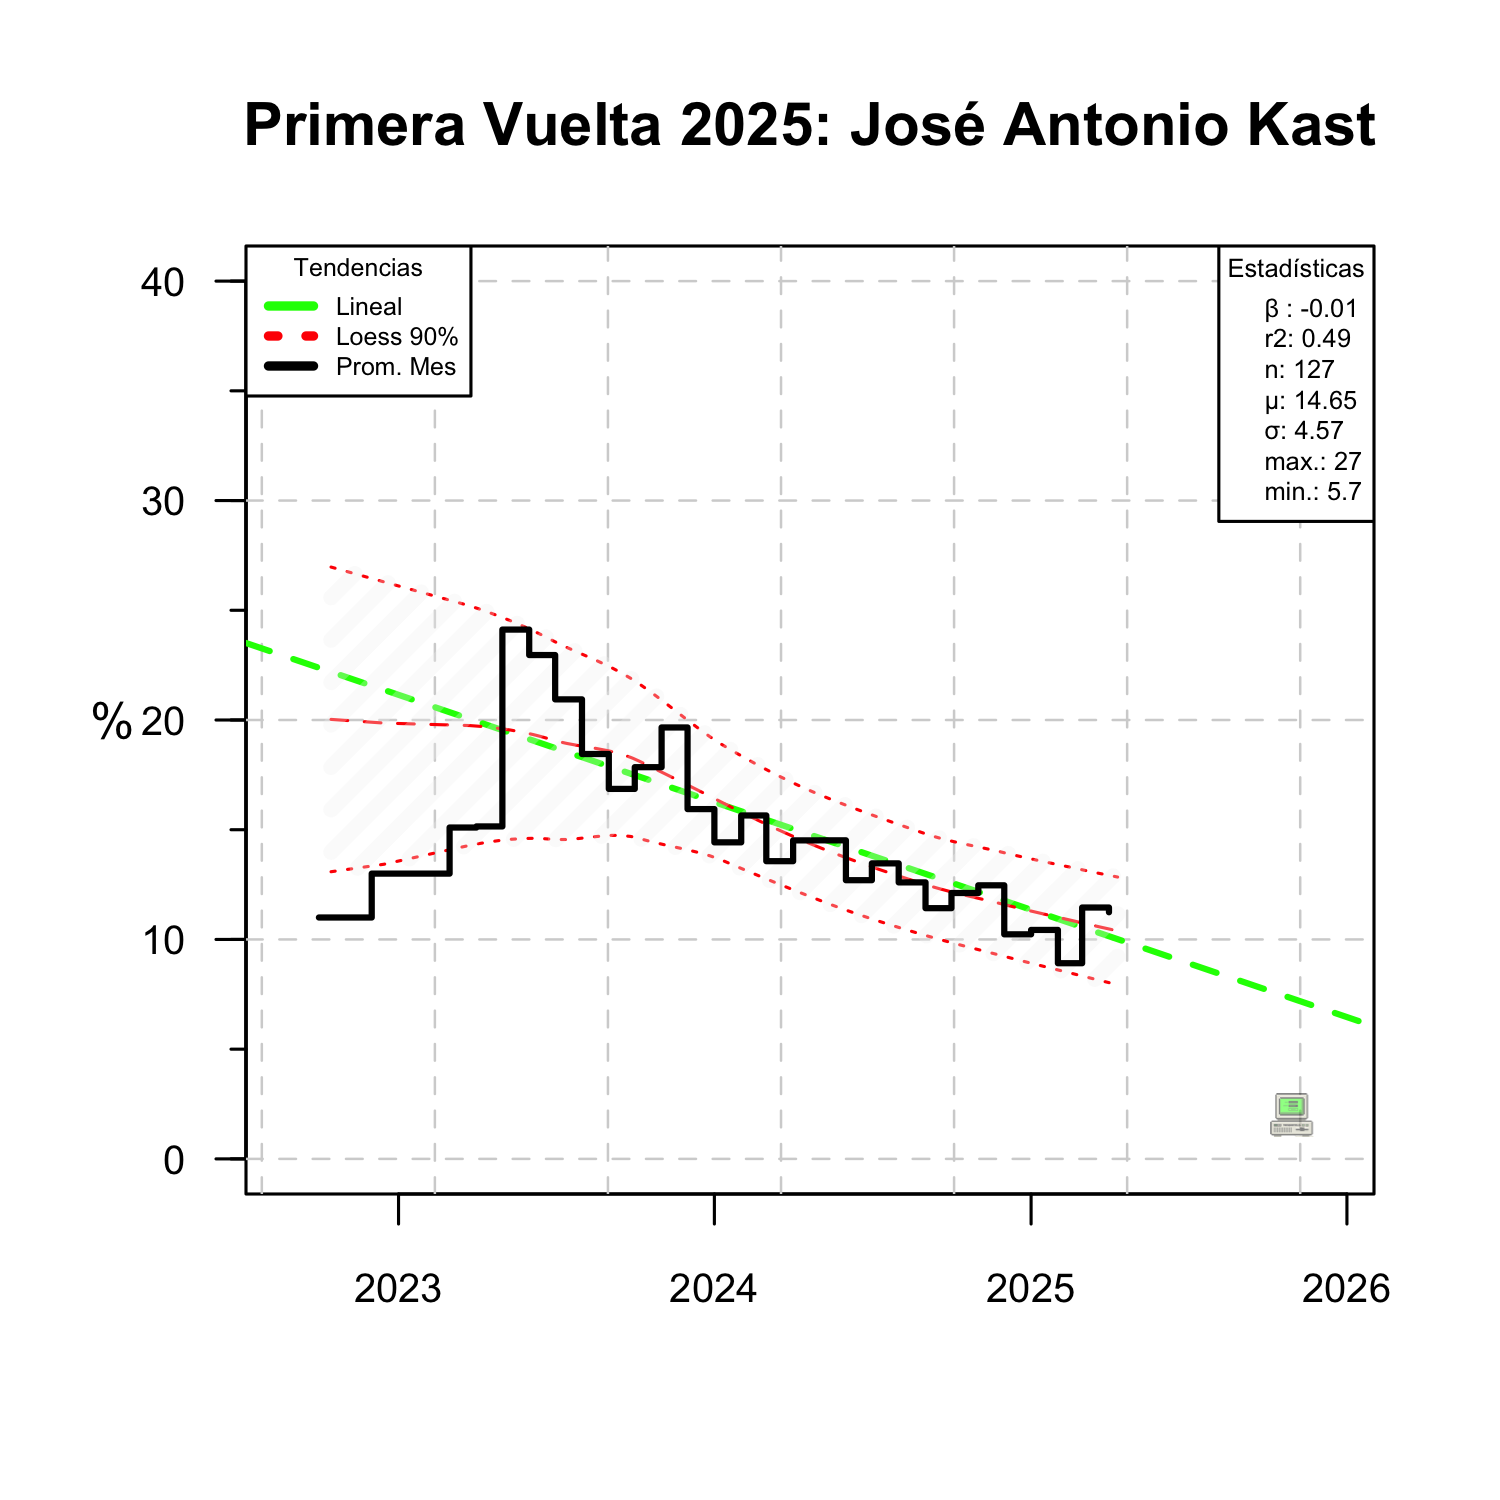 Primera Vuelta 2025: José Antonio Kast
Tendencias
Lineal
Loess 90%
Prom. Mes
Estadísticas
β : -0.01
r2: 0.49
n: 127
μ: 14.65
σ: 4.57
max.: 27
min.: 5.7
40
30
% 20
10
0
2023 2024 2025 2026